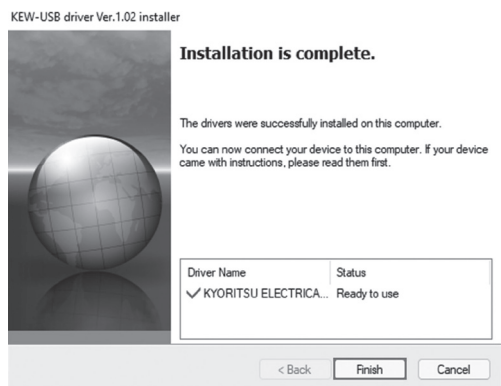 KEW-USB driver Ver.1.02 installer
Installation is complete.
The drivers were successfully installed on this computer.
You can now connect your device to this computer. If your device
came with instructions, please read them first.
Driver Name Status
KYORITSU ELECTRICA... Ready to use
< Back Finish Cancel